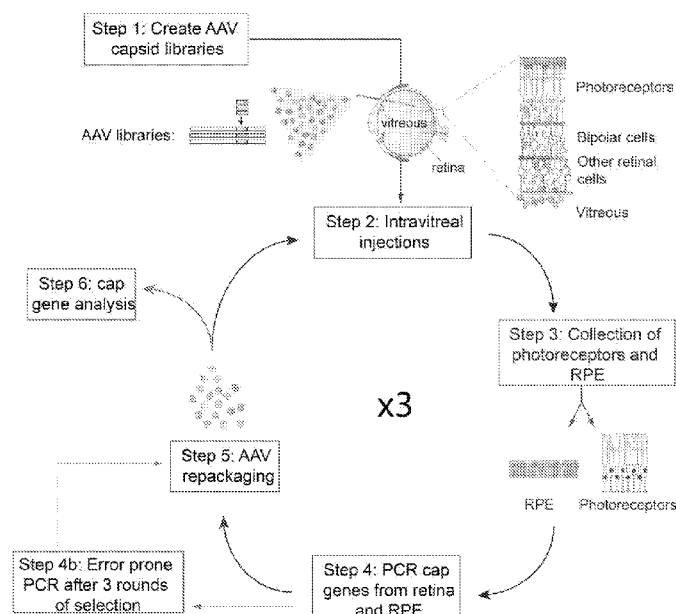 Step 1: Create AAV
capsid libraries
AAV libraries:
vitreous
retina
Photoreceptors
Bipolar cells
Other retinal
cells
Vitreous
Step 2: Intravitreal
injections
Step 6: cap
gene analysis
Step 3: Collection of
photoreceptors and
RPE
x3
Step 5: AAV
repackaging
RPE
Photoreceptors
Step 4b: Error prone
PCR after 3 rounds
of selection
Step 4: PCR cap
genes from retina
and RPE